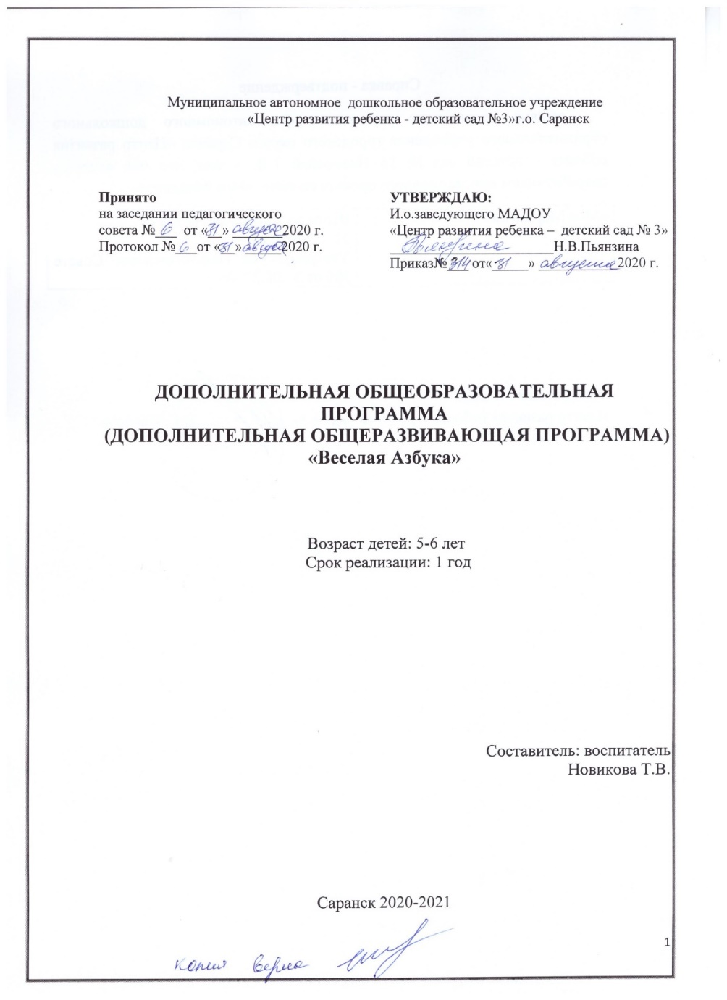 Муниципальное автономное дошкольное образовательное учреждение
«Центр развития ребенка - детский сад №3»г.о. Саранск
Принято
на заседании педагогического
совета № 6 от «31» августа 2020 г.
Протокол № 6 от «31» августа 2020 г.
УТВЕРЖДАЮ:
И.о.заведующего МАДОУ
«Центр развития ребенка – детский сад № 3»
Пьянзина Н.В.Пьянзина
Приказ№ 314 от« 31 » августа 2020 г.
ДОПОЛНИТЕЛЬНАЯ ОБЩЕОБРАЗОВАТЕЛЬНАЯ
ПРОГРАММА
(ДОПОЛНИТЕЛЬНАЯ ОБЩЕРАЗВИВАЮЩАЯ ПРОГРАММА)
«Веселая Азбука»
Возраст детей: 5-6 лет
Срок реализации: 1 год
Составитель: воспитатель
Новикова Т.В.
Саранск 2020-2021
1
копия верна